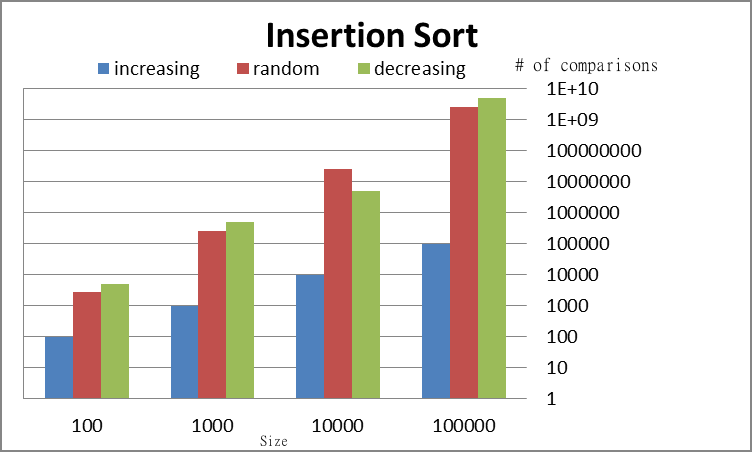 Insertion Sort
increasing random decreasing
# of comparisons
1E+10
1E+09
100000000
10000000
1000000
100000
10000
1000
100
10
1
100 1000 10000 100000
Size